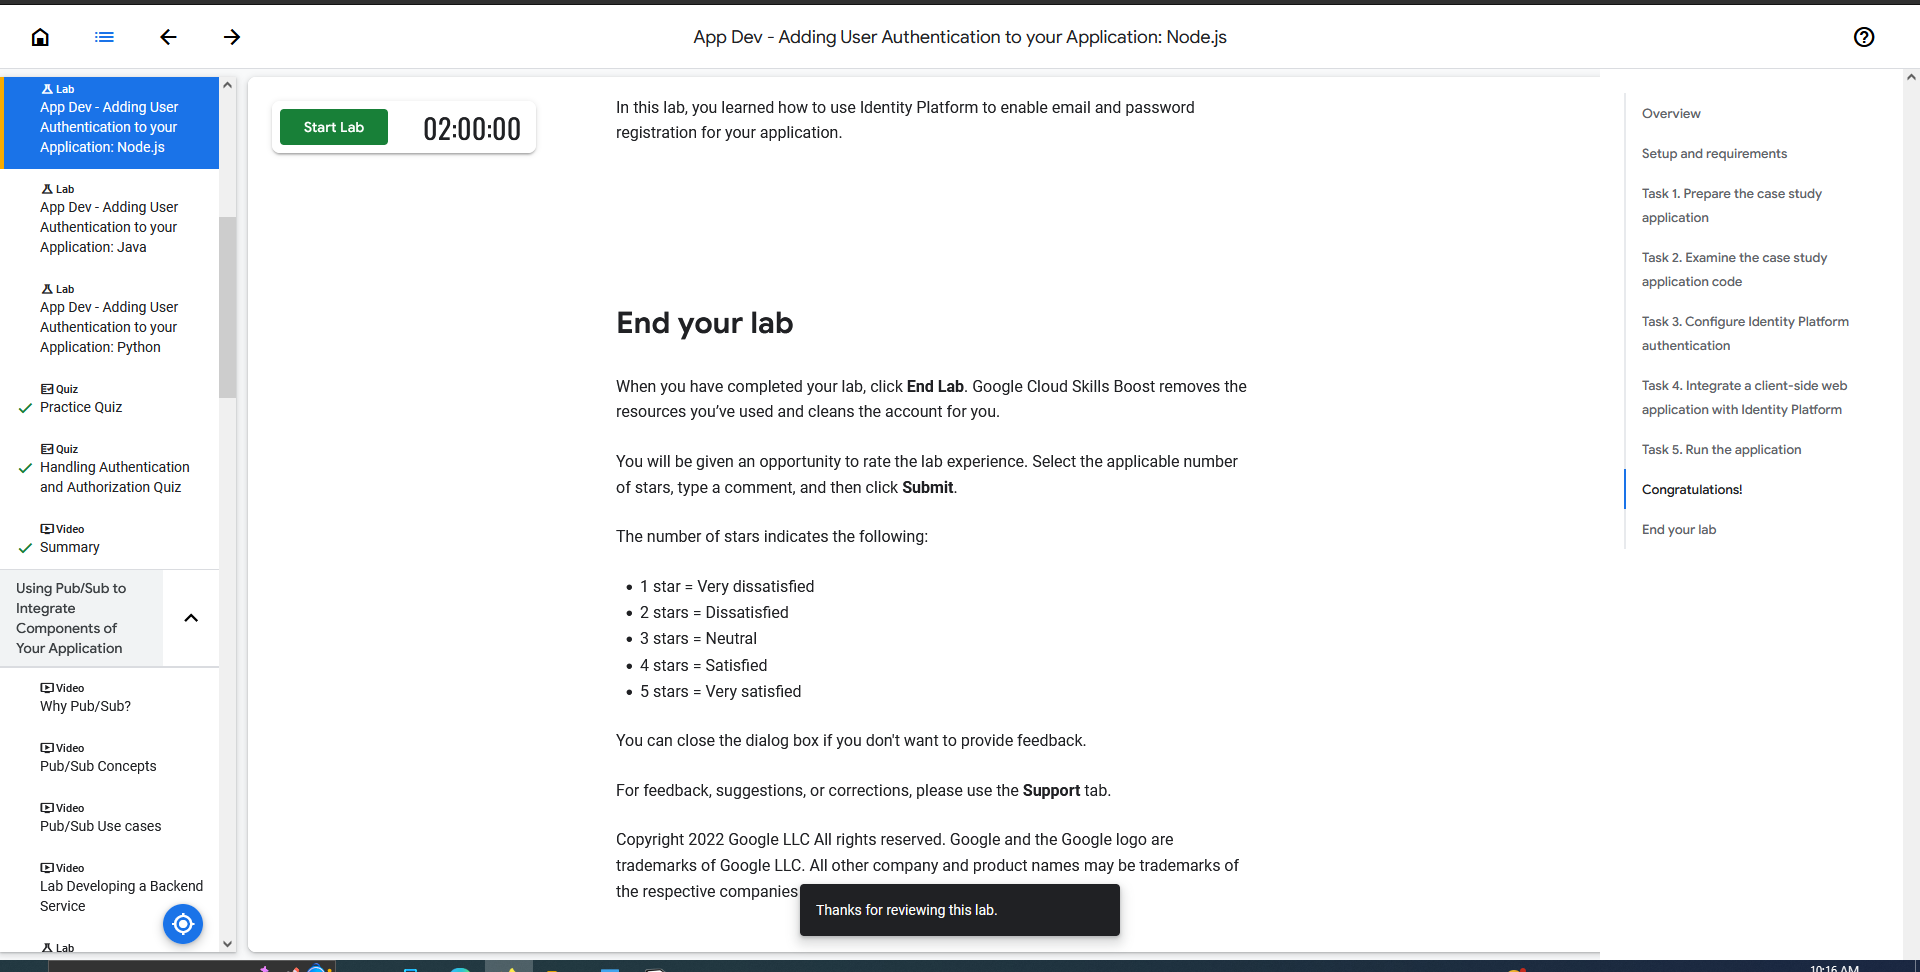 App Dev - Adding User Authentication to your Application: Node.js
Lab
App Dev - Adding User
Authentication to your
Application: Node.js
Lab
App Dev - Adding User
Authentication to your
Application: Java
Lab
App Dev - Adding User
Authentication to your
Application: Python
Quiz
Practice Quiz
Quiz
Handling Authentication
and Authorization Quiz
Video
Summary
Using Pub/Sub to
Integrate
Components of
Your Application
Video
Why Pub/Sub?
Video
Pub/Sub Concepts
Video
Pub/Sub Use cases
Video
Lab Developing a Backend
Service
Lab
Start Lab
02:00:00
In this lab, you learned how to use Identity Platform to enable email and password
registration for your application.
End your lab
When you have completed your lab, click End Lab. Google Cloud Skills Boost removes the
resources you’ve used and cleans the account for you.
You will be given an opportunity to rate the lab experience. Select the applicable number
of stars, type a comment, and then click Submit.
The number of stars indicates the following:
• 1 star = Very dissatisfied
• 2 stars = Dissatisfied
• 3 stars = Neutral
• 4 stars = Satisfied
• 5 stars = Very satisfied
You can close the dialog box if you don't want to provide feedback.
For feedback, suggestions, or corrections, please use the Support tab.
Copyright 2022 Google LLC All rights reserved. Google and the Google logo are
trademarks of Google LLC. All other company and product names may be trademarks of
the respective companies
Thanks for reviewing this lab.
Overview
Setup and requirements
Task 1. Prepare the case study
application
Task 2. Examine the case study
application code
Task 3. Configure Identity Platform
authentication
Task 4. Integrate a client-side web
application with Identity Platform
Task 5. Run the application
Congratulations!
End your lab
10:16 AM